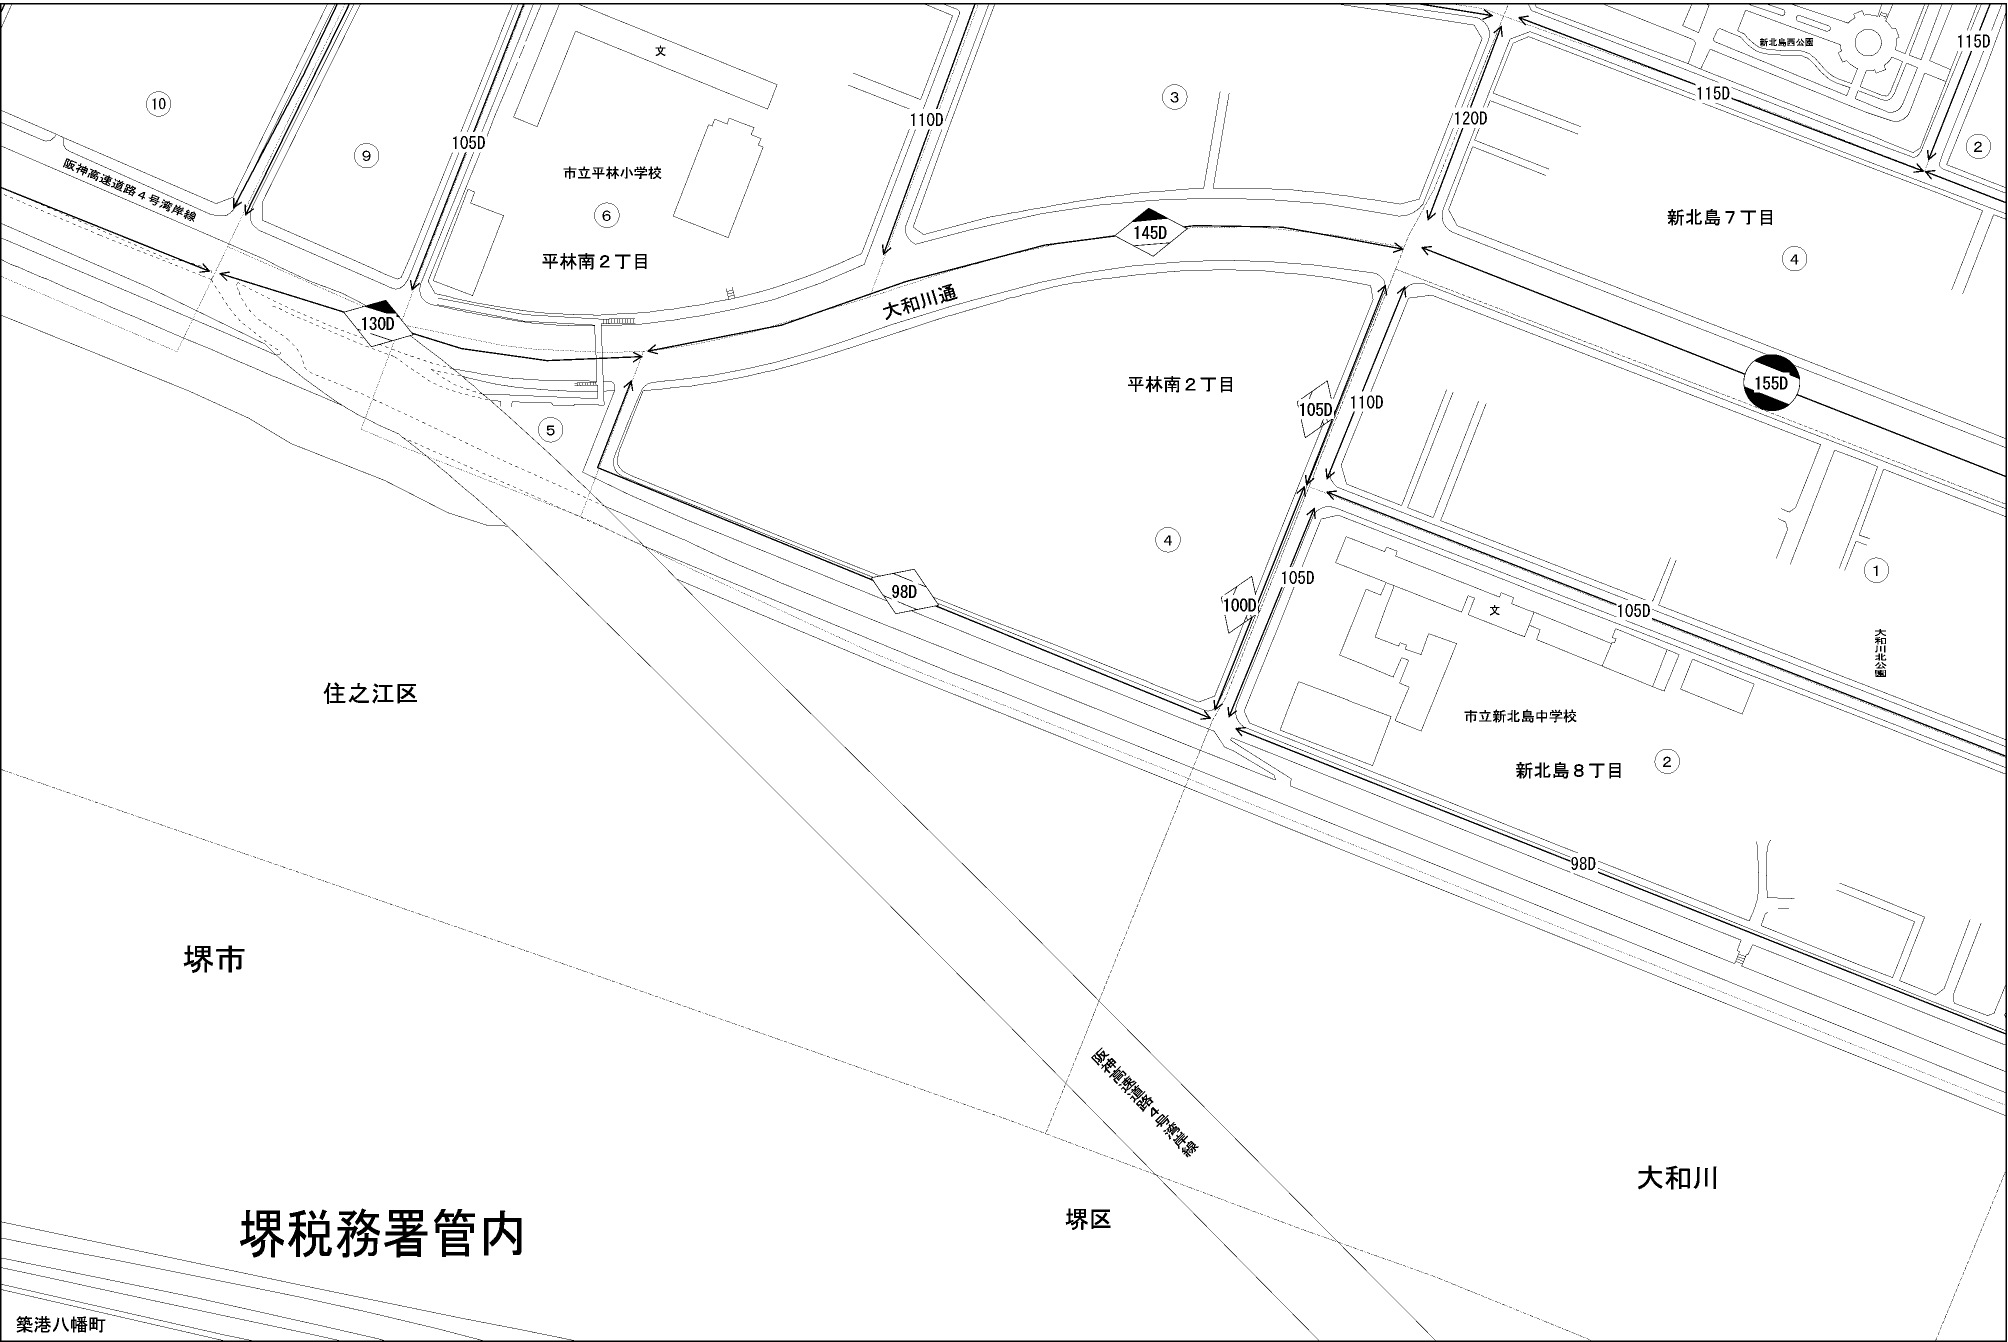 文
新北島西公園
115D
10
3
115D
110D
120D
105D
9
2
阪神高速道路４号湾岸線
市立平林小学校
6
新北島７丁目
145D
平林南２丁目
4
大和川通
130D
平林南２丁目
155D
105D
110D
5
4
1
105D
98D
100D
文
105D
大和川北公園
住之江区
市立新北島中学校
新北島８丁目
2
98D
堺市
阪神高速道路４号湾岸線
大和川
堺区
堺税務署管内
築港八幡町